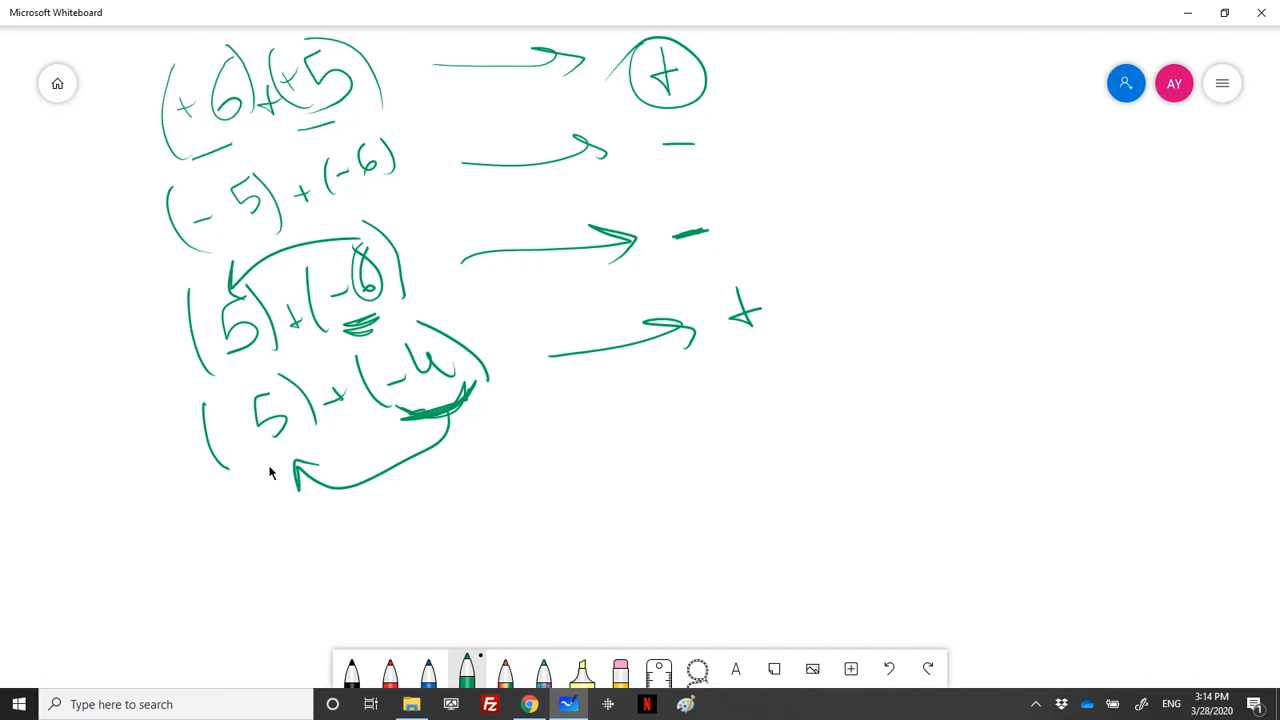 Microsoft Whiteboard
(+6)+(+5) → +
AY
(-5)+(-6) → -
(5)+(-6) → -
(5)+(-4) → +
A
Type here to search
ENG
3:14 PM
3/28/2020